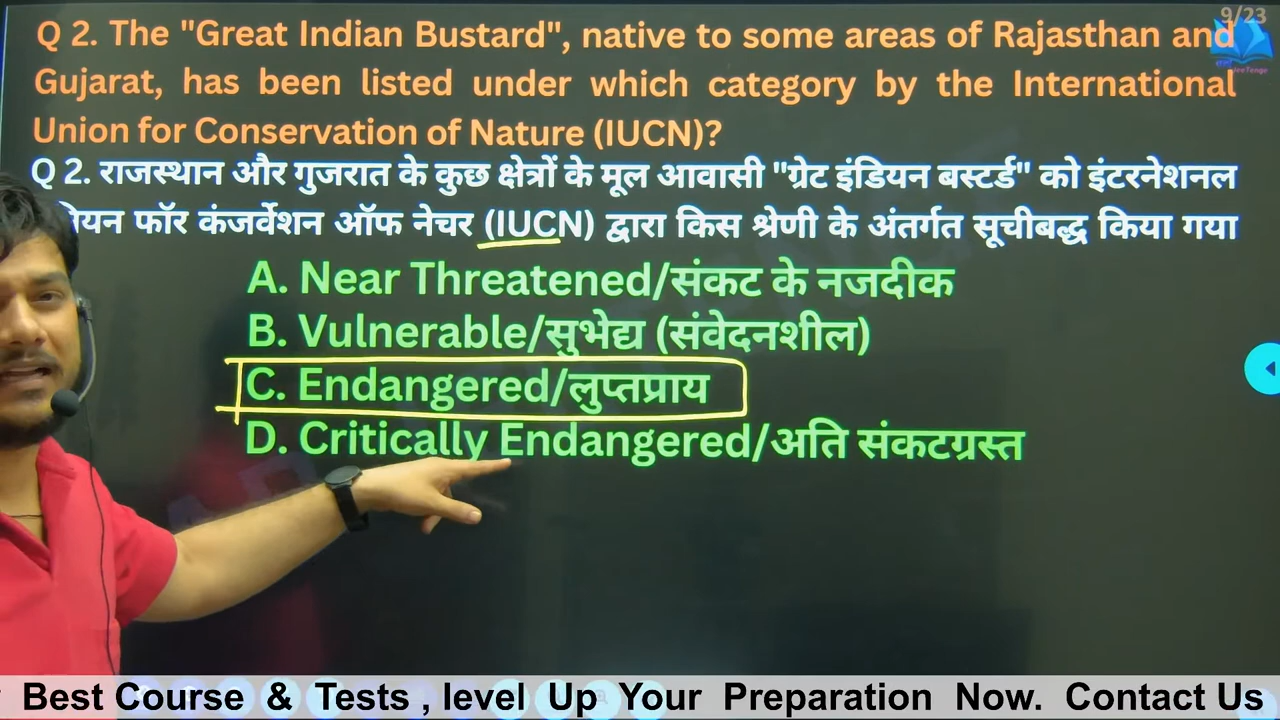 9/23
Q 2. The "Great Indian Bustard", native to some areas of Rajasthan and
Gujarat, has been listed under which category by the International
Union for Conservation of Nature (IUCN)?
Q 2. राजस्थान और गुजरात के कुछ क्षेत्रों के मूल आवासी "ग्रेट इंडियन बस्टर्ड" को इंटरनेशनल
फॉर कंजर्वेशन ऑफ नेचर (IUCN) द्वारा किस श्रेणी के अंतर्गत सूचीबद्ध किया गया
A. Near Threatened/संकट के नजदीक
B. Vulnerable/सुभेद्य (संवेदनशील)
C. Endangered/लुप्तप्राय
D. Critically Endangered/अति संकटग्रस्त
Best Course & Tests , level Up Your Preparation Now. Contact Us